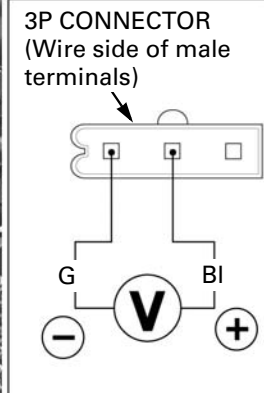 3P CONNECTOR
(Wire side of male
terminals)
G
Bl
V
− +